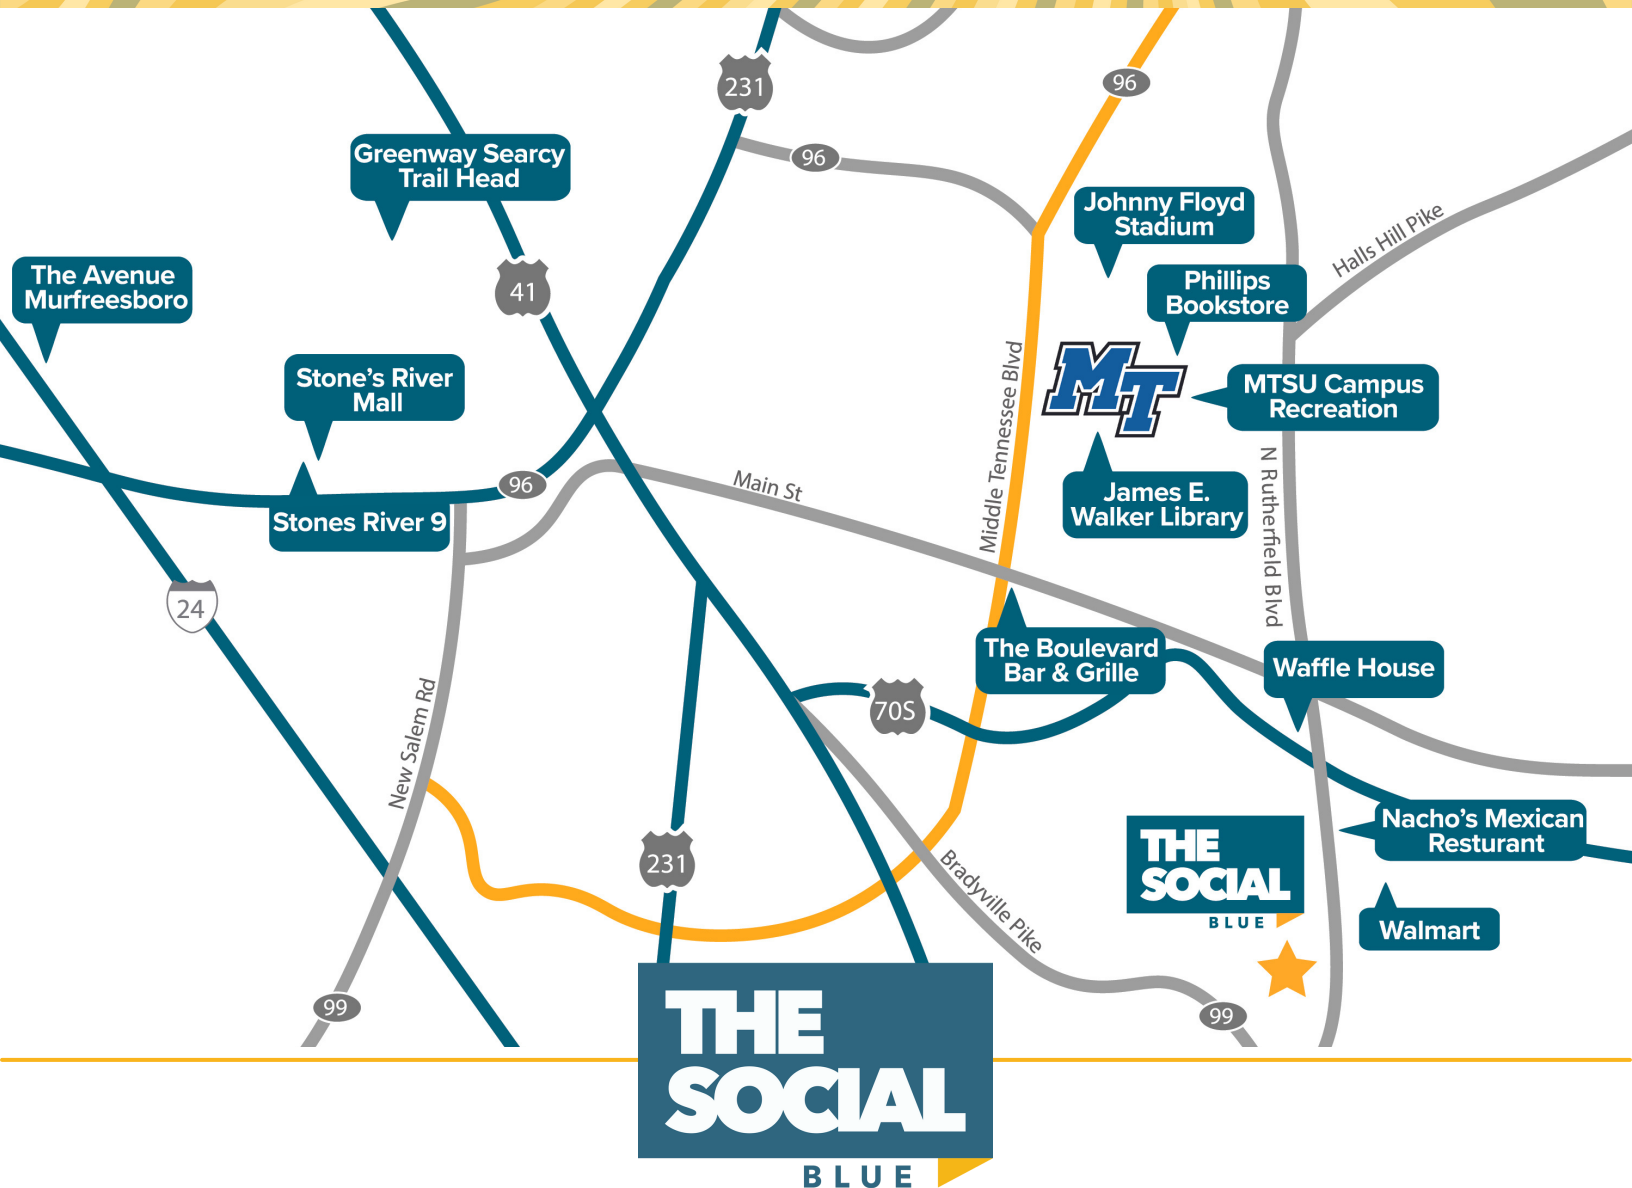 231
96
Greenway Searcy
Trail Head
96
Johnny Floyd
Stadium
Halls Hill Pike
The Avenue
Murfreesboro
41
Phillips
Bookstore
Stone's River
Mall
Middle Tennessee Blvd
MT
MTSU Campus
Recreation
96
Main St
N Rutherfield Blvd
James E.
Walker Library
Stones River 9
24
The Boulevard
Bar & Grille
Waffle House
New Salem Rd
70S
Nacho's Mexican
Resturant
231
Bradyville Pike
THE
SOCIAL
BLUE
Walmart
99
99
THE
SOCIAL
BLUE